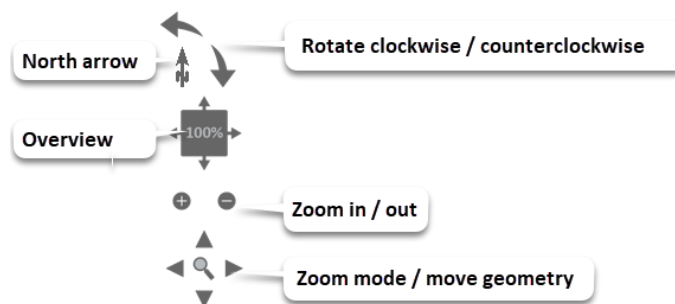 Rotate clockwise / counterclockwise
North arrow
N
100%
Overview
Zoom in / out
Zoom mode / move geometry